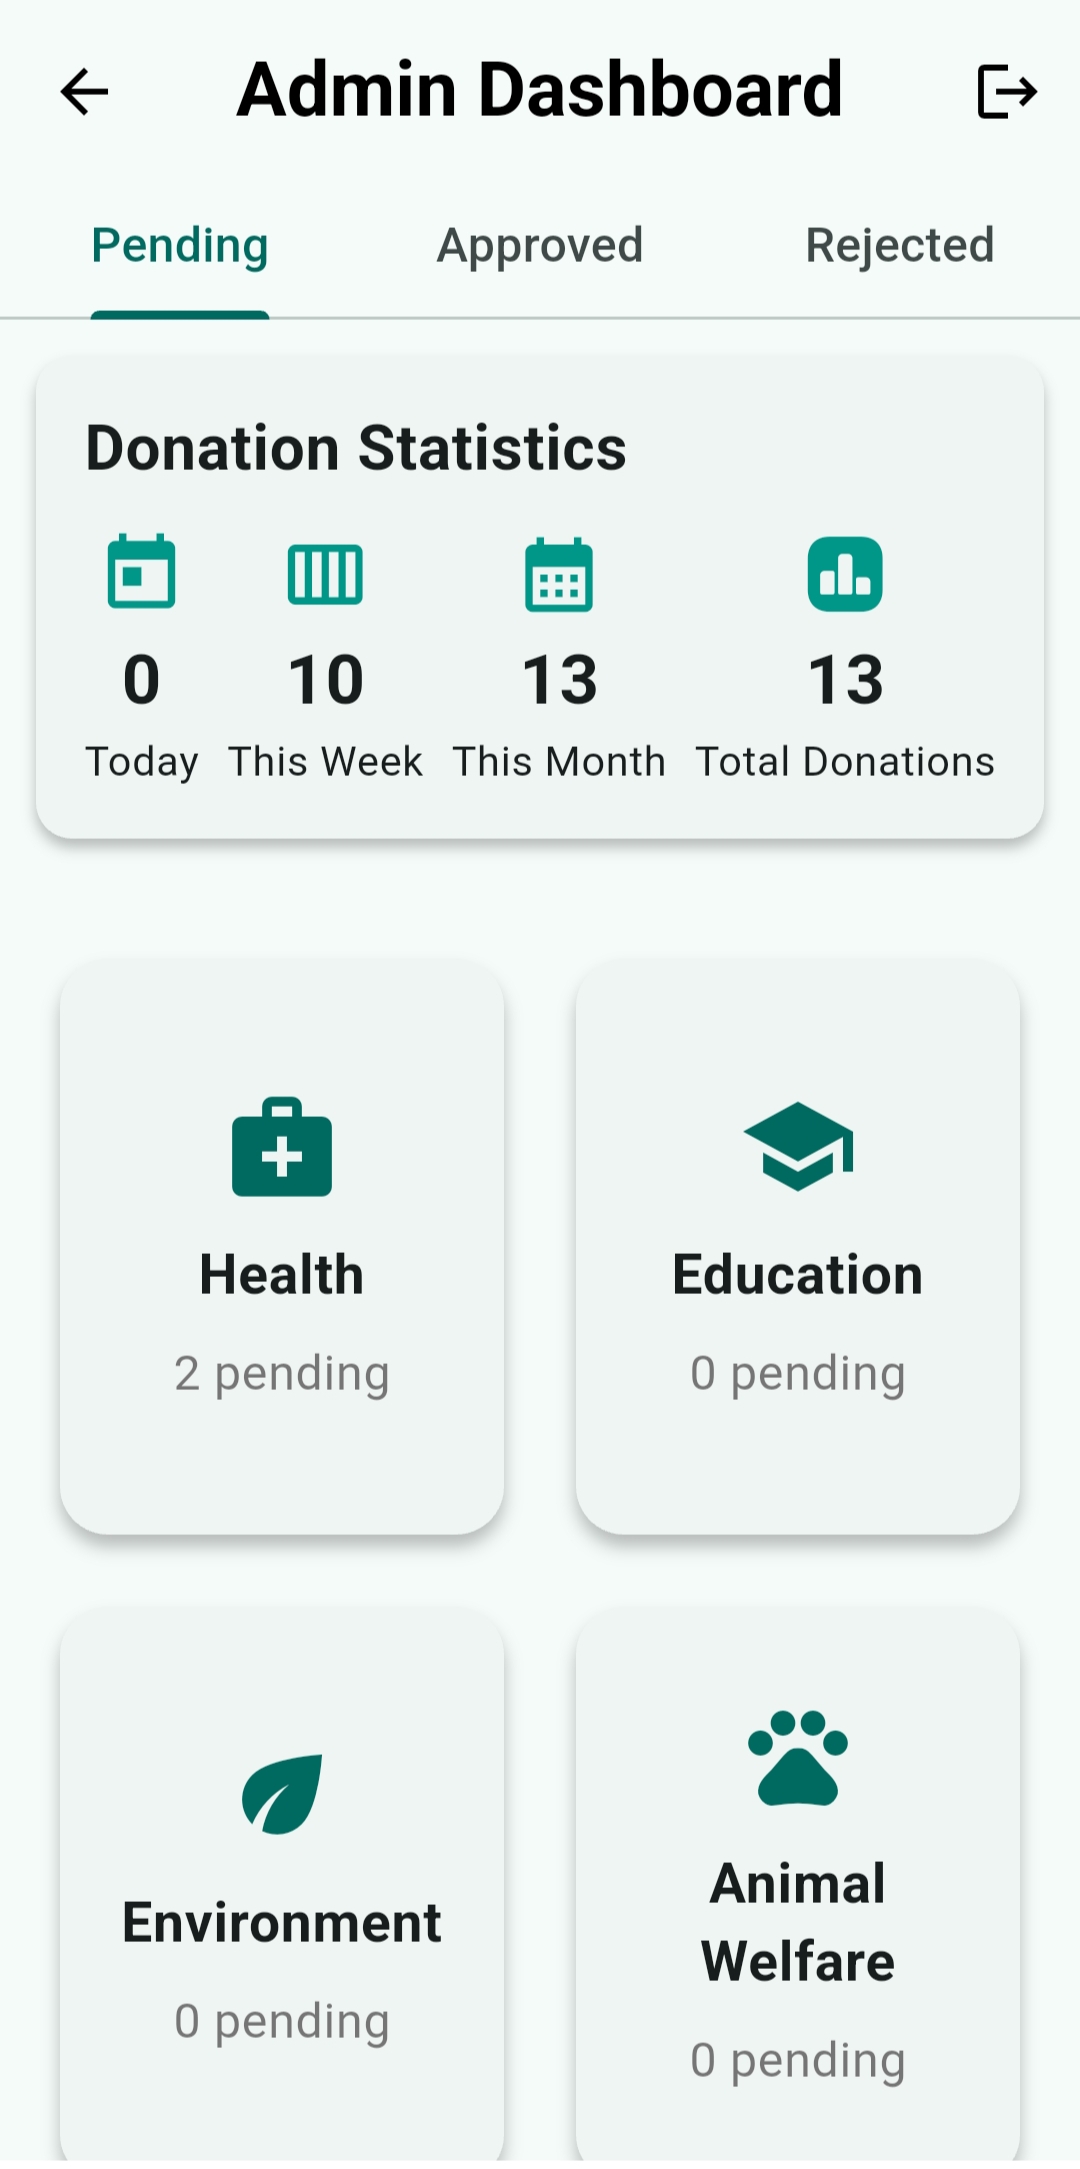 Admin Dashboard
Pending Approved Rejected
Donation Statistics
0 10 13 13
Today This Week This Month Total Donations
Health
2 pending
Education
0 pending
Environment
0 pending
Animal
Welfare
0 pending